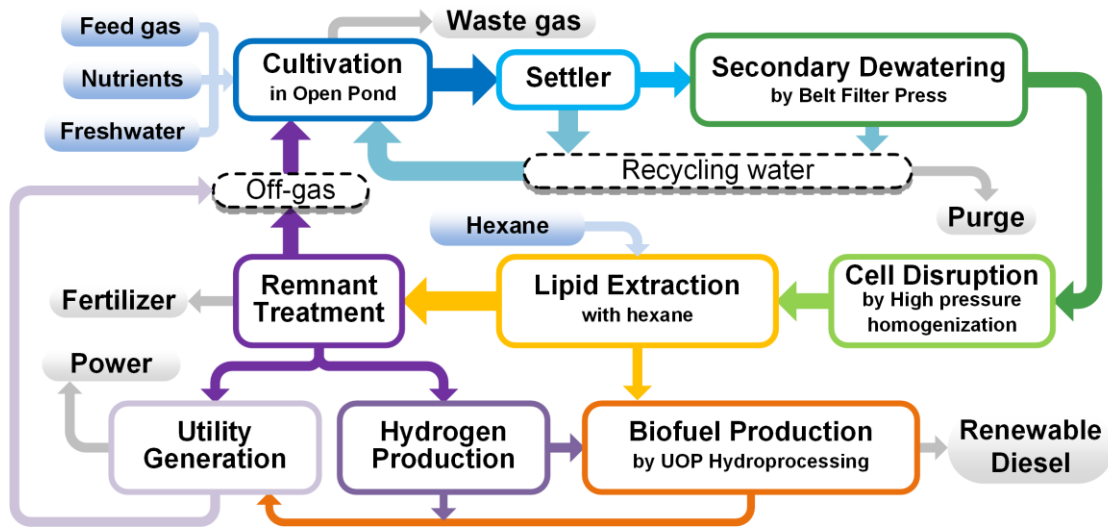 Feed gas
Waste gas
Nutrients
Cultivation
in Open Pond
Settler
Secondary Dewatering
by Belt Filter Press
Freshwater
Recycling water
Off-gas
Purge
Hexane
Fertilizer
Remnant
Treatment
Lipid Extraction
with hexane
Cell Disruption
by High pressure
homogenization
Power
Utility
Generation
Hydrogen
Production
Biofuel Production
by UOP Hydroprocessing
Renewable
Diesel